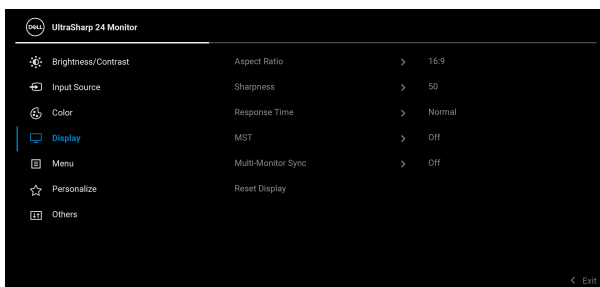 DELL UltraSharp 24 Monitor
Brightness/Contrast Aspect Ratio > 16:9
Input Source Sharpness > 50
Color Response Time > Normal
Display MST > Off
Menu Multi-Monitor Sync > Off
Personalize Reset Display
Others
< Exit